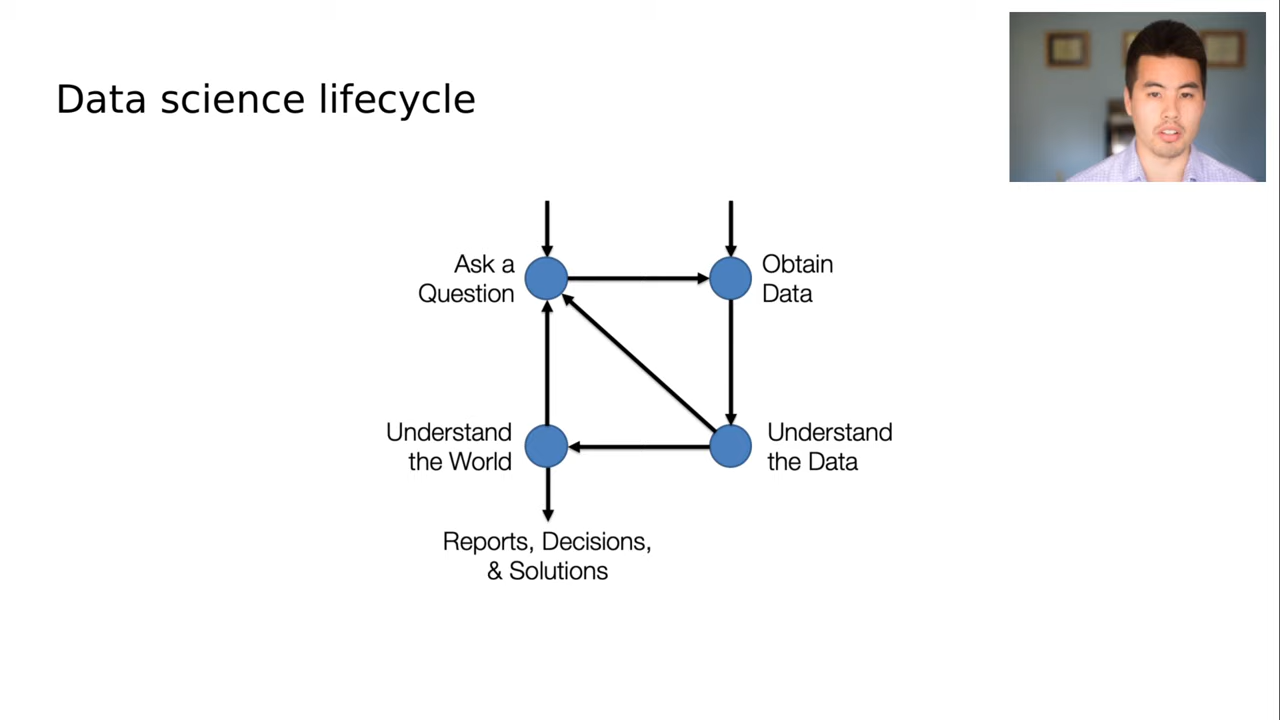 Data science lifecycle
Ask a
Question
Obtain
Data
Understand
the World
Understand
the Data
Reports, Decisions,
& Solutions